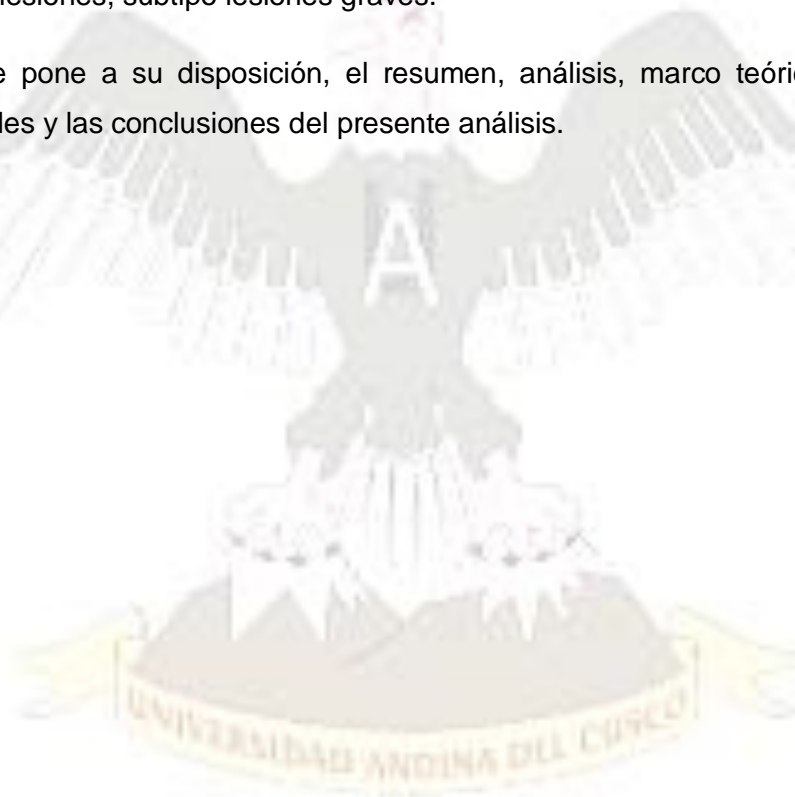 lesiones, subtipo lesiones graves.
e pone a su disposición, el resumen, análisis, marco teóric
les y las conclusiones del presente análisis.
A
UNIVERSIDAD ANDINA DEL CUSCO